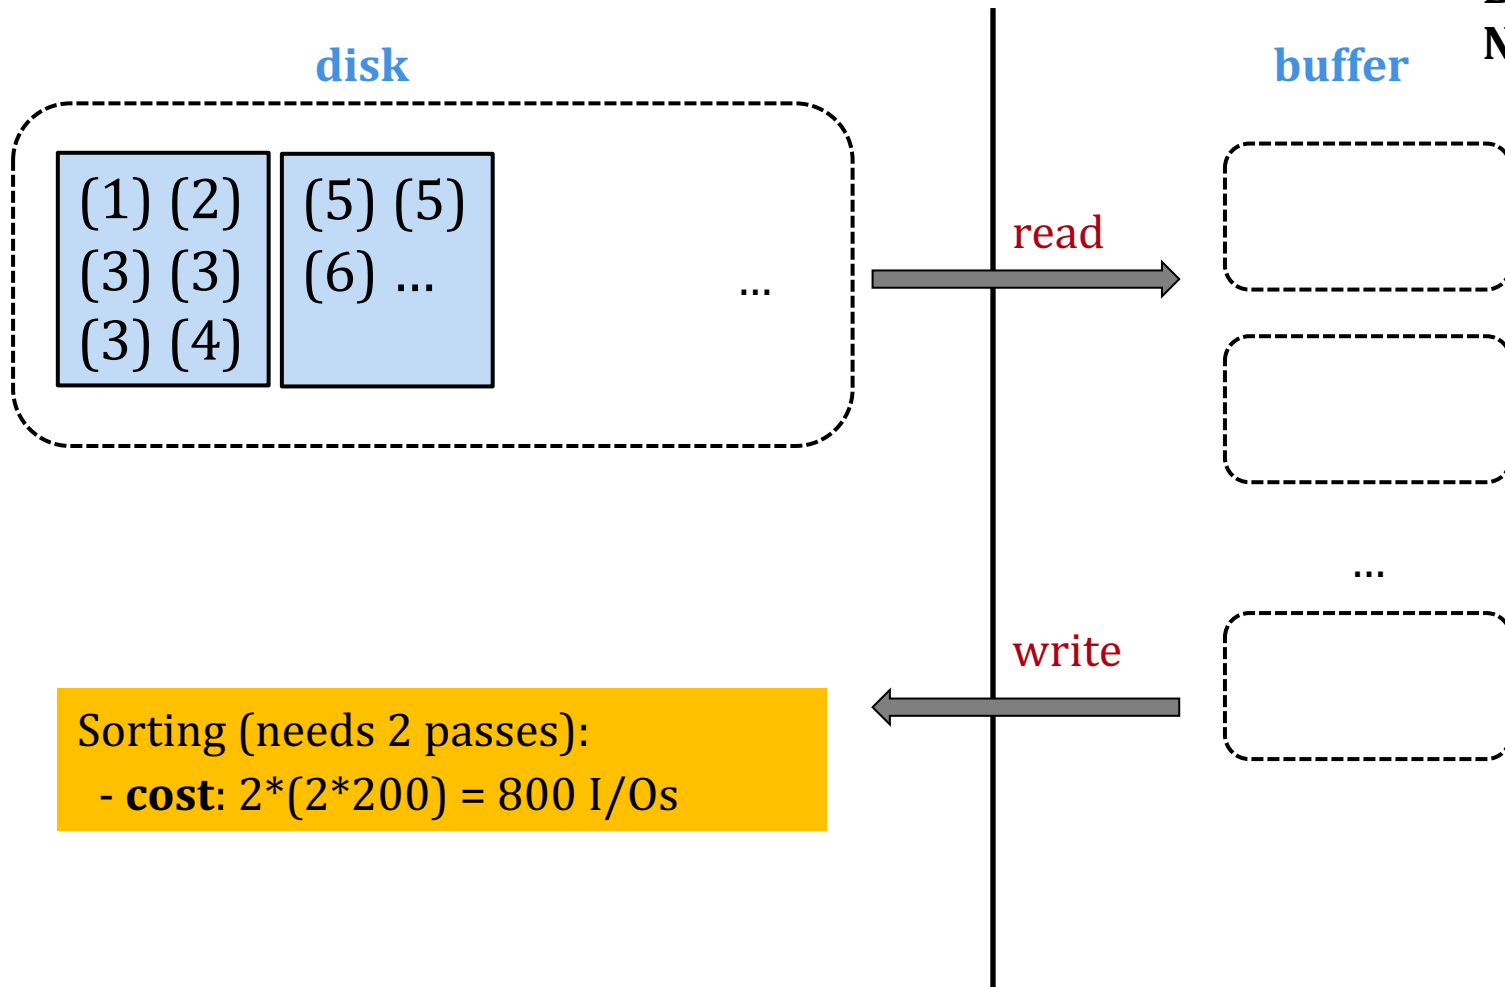 disk
buffer
N
(1) (2)
(3) (3)
(3) (4)
(5) (5)
(6) ...
...
read
...
write
Sorting (needs 2 passes):
- cost: 2*(2*200) = 800 I/Os